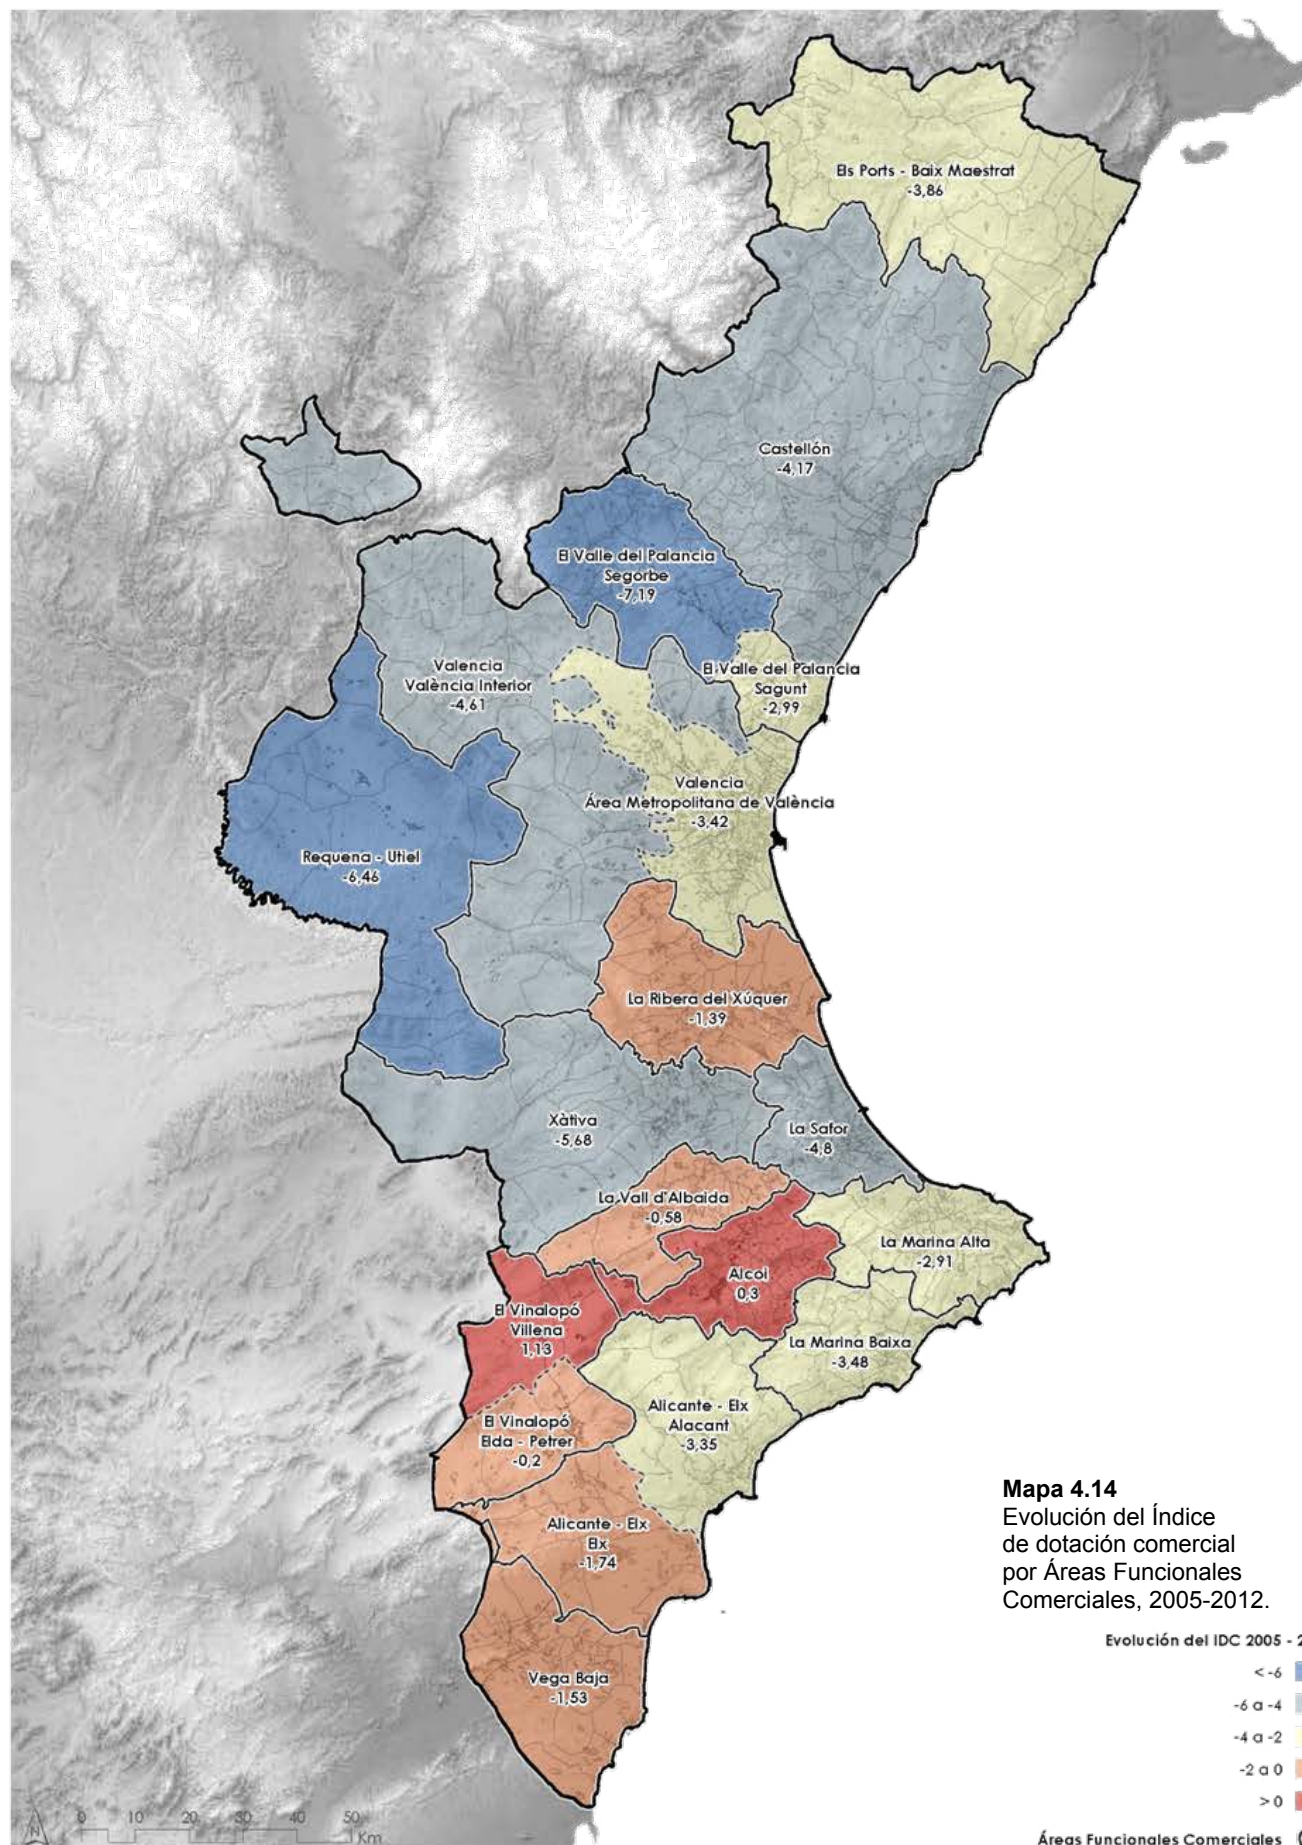 Els Ports - Baix Maestrat
-3,86
Castellón
-4,17
El Valle del Palancia
Segorbe
-7,19
Valencia
València Interior
-4,61
El Valle del Palancia
Sagunt
-2,99
Valencia
Área Metropolitana de València
-3,42
Requena - Utiel
-6,46
La Ribera del Xúquer
-1,39
Xàtiva
-5,68
La Safor
-4,8
La Vall d'Albaida
-0,58
La Marina Alta
-2,91
Alcoi
0,3
El Vinalopó
Villena
1,13
La Marina Baixa
-3,48
Alicante - Elx
Alacant
-3,35
El Vinalopó
Elda - Petrer
-0,2
Alicante - Elx
Elx
-1,74
Vega Baja
-1,53
Mapa 4.14
Evolución del Índice
de dotación comercial
por Áreas Funcionales
Comerciales, 2005-2012.
Evolución del IDC 2005 - 2
< -6
-6 a -4
-4 a -2
-2 a 0
> 0
Áreas Funcionales Comerciales
N
0 10 20 30 40 50
Km